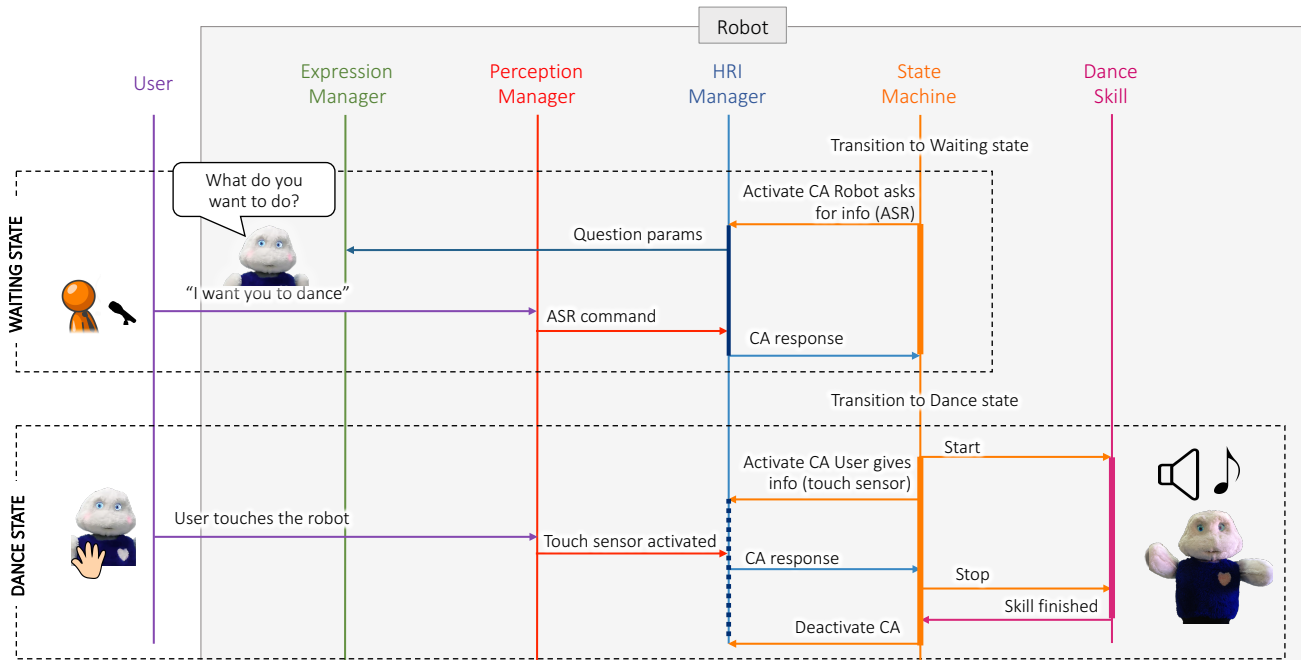 Robot
User
Expression
Manager
Perception
Manager
HRI
Manager
State
Machine
Dance
Skill
Transition to Waiting state
WAITING STATE
What do you
want to do?
Activate CA Robot asks
for info (ASR)
Question params
“I want you to dance”
ASR command
CA response
Transition to Dance state
DANCE STATE
Start
Activate CA User gives
info (touch sensor)
User touches the robot
Touch sensor activated
CA response
Stop
Skill finished
Deactivate CA